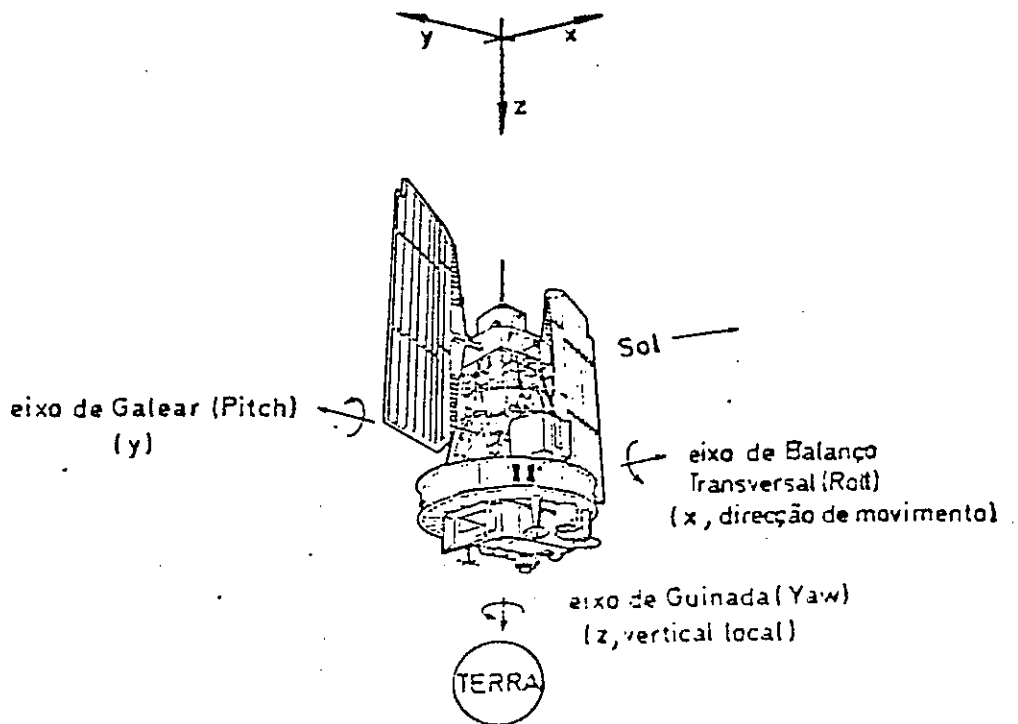 y
x
z
Sol
eixo de Galear (Pitch)
(y)
II
eixo de Balanço
Transversal (Roll)
(x, direcção de movimento)
eixo de Guinada (Yaw)
(z, vertical local)
TERRA